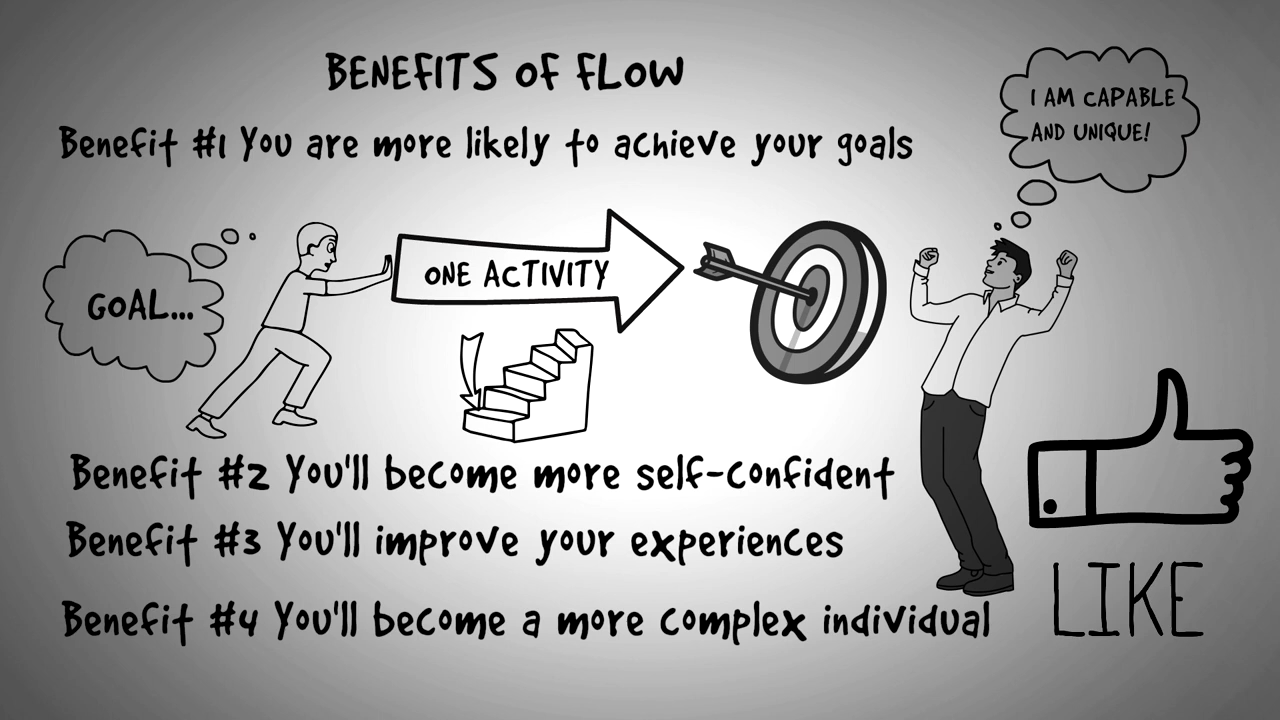 BENEFITS OF FLOW
I AM CAPABLE
AND UNIQUE!
Benefit #1 You are more likely to achieve your goals
GOAL...
ONE ACTIVITY
Benefit #2 You'll become more self-confident
Benefit #3 You'll improve your experiences
Benefit #4 You'll become a more complex individual
LIKE